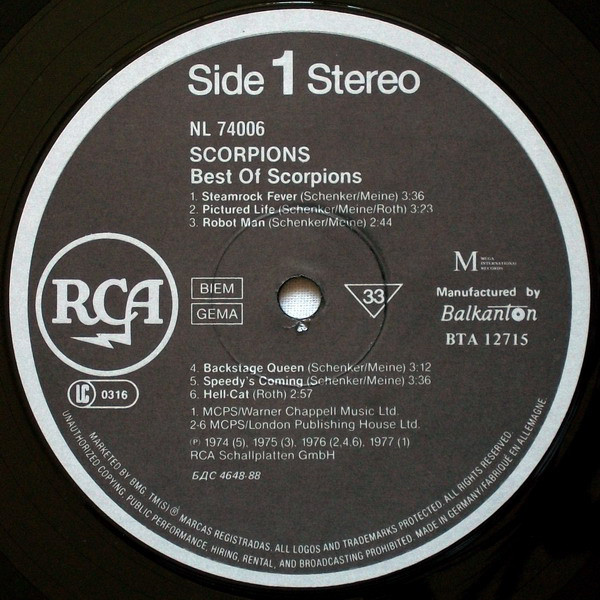 Side 1 Stereo
NL 74006
SCORPIONS
Best Of Scorpions
1. Steamrock Fever (Schenker/Meine) 3:36
2. Pictured Life (Schenker/Meine/Roth) 3:23
3. Robot Man (Schenker/Meine) 2:44
RCA
BIEM
GEMA
33
M MEGA
INTERNATIONAL
RECORDS
Manufactured by
Balkanton
BTA 12715
LC 0316
4. Backstage Queen (Schenker/Meine) 3:12
5. Speedy's Coming (Schenker/Meine) 3:36
6. Hell-Cat (Roth) 2:57
1. MCPS/Warner Chappell Music Ltd.
2-6 MCPS/London Publishing House Ltd.
℗ 1974 (5), 1975 (3), 1976 (2,4,6), 1977 (1)
RCA Schallplatten GmbH
БДС 4648-88
MARKETED BY BMG. TM(S) ® MARCAS REGISTRADAS. ALL LOGOS AND TRADEMARKS PROTECTED. ALL RIGHTS RESERVED.
UNAUTHORIZED COPYING, PUBLIC PERFORMANCE, HIRING, RENTAL, AND BROADCASTING PROHIBITED. MADE IN GERMANY/FABRIQUÉ EN ALLEMAGNE